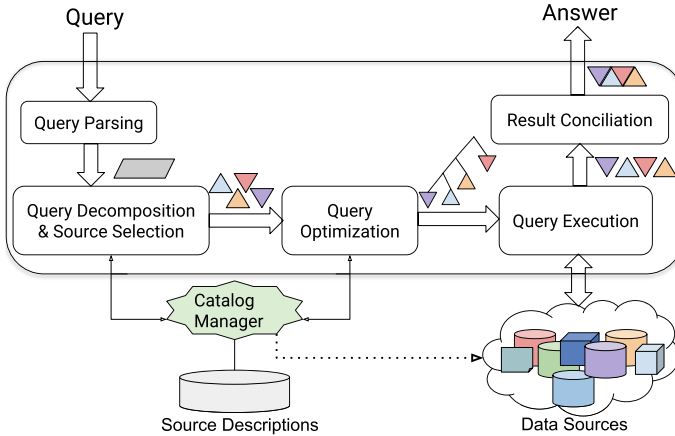 Query
Answer
Query Parsing
Result Conciliation
Query Decomposition
& Source Selection
Query
Optimization
Query Execution
Catalog
Manager
Source Descriptions
Data Sources